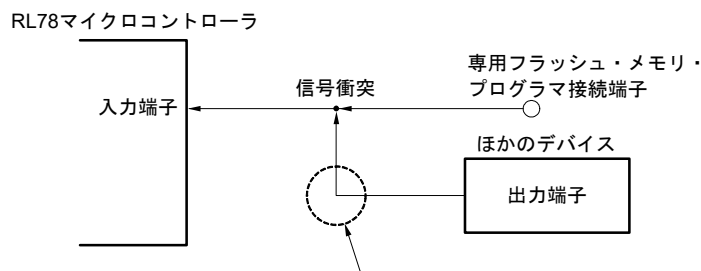 RL78マイクロコントローラ
専用フラッシュ・メモリ・
プログラマ接続端子
信号衝突
入力端子
ほかのデバイス
出力端子